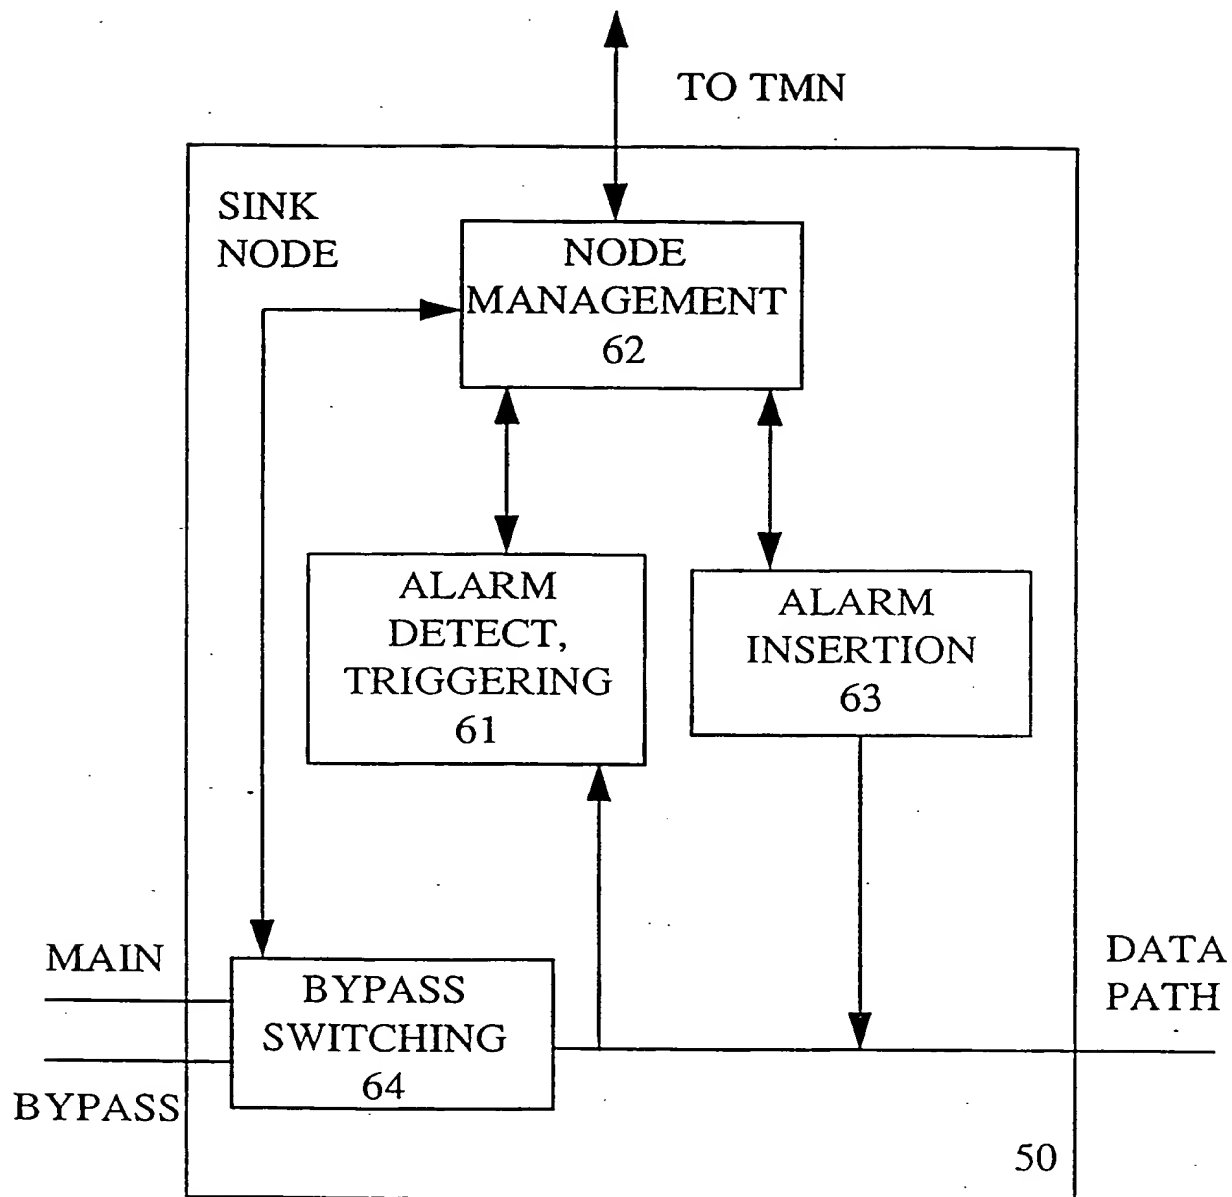 TO TMN
SINK
NODE
NODE
MANAGEMENT
62
ALARM
DETECT,
TRIGGERING
61
ALARM
INSERTION
63
MAIN
BYPASS
SWITCHING
64
BYPASS
DATA
PATH
50